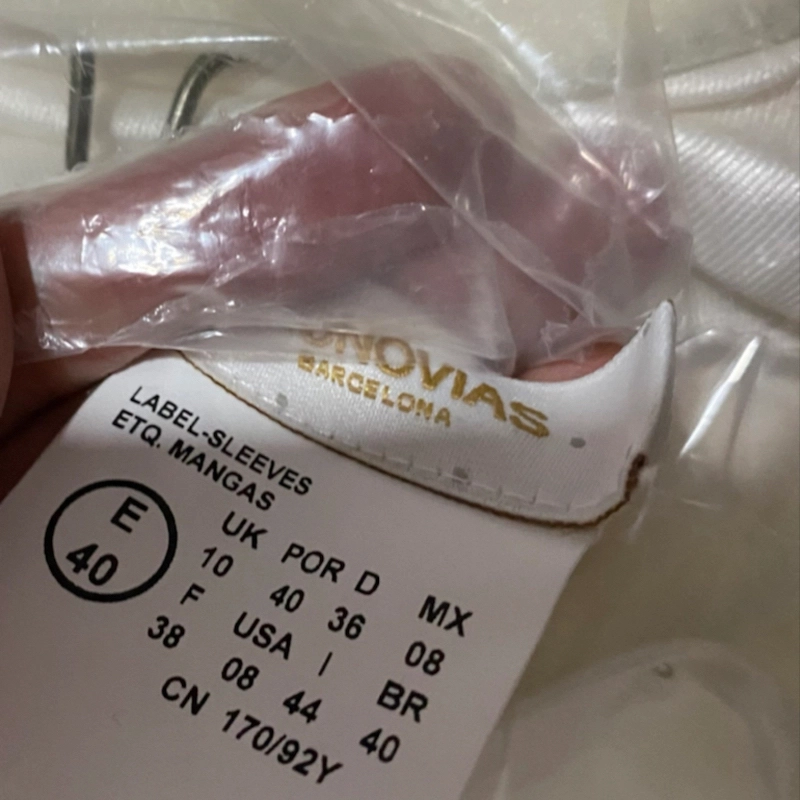 NOVIAS
BARCELONA
LABEL-SLEEVES
ETQ. MANGAS
E
40
UK POR D MX
10 40 36 08
F USA I BR
38 08 44 40
CN 170/92Y